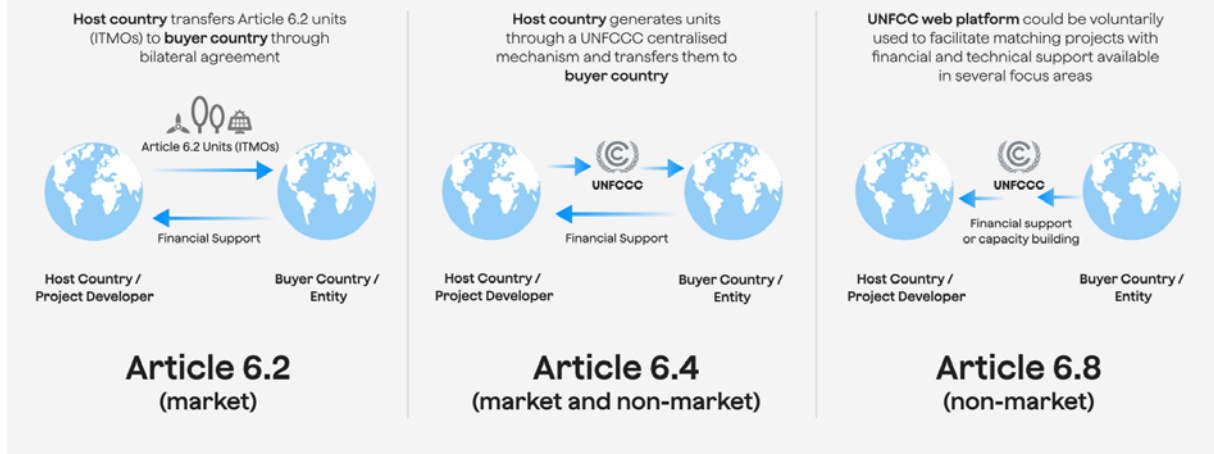 Host country transfers Article 6.2 units
(ITMOs) to buyer country through
bilateral agreement
Article 6.2 Units (ITMOs)
Financial Support
Host Country /
Project Developer
Buyer Country /
Entity
Article 6.2
(market)
Host country generates units
through a UNFCCC centralised
mechanism and transfers them to
buyer country
UNFCCC
Financial Support
Host Country /
Project Developer
Buyer Country /
Entity
Article 6.4
(market and non-market)
UNFCC web platform could be voluntarily
used to facilitate matching projects with
financial and technical support available
in several focus areas
UNFCCC
Financial support
or capacity building
Host Country /
Project Developer
Buyer Country /
Entity
Article 6.8
(non-market)